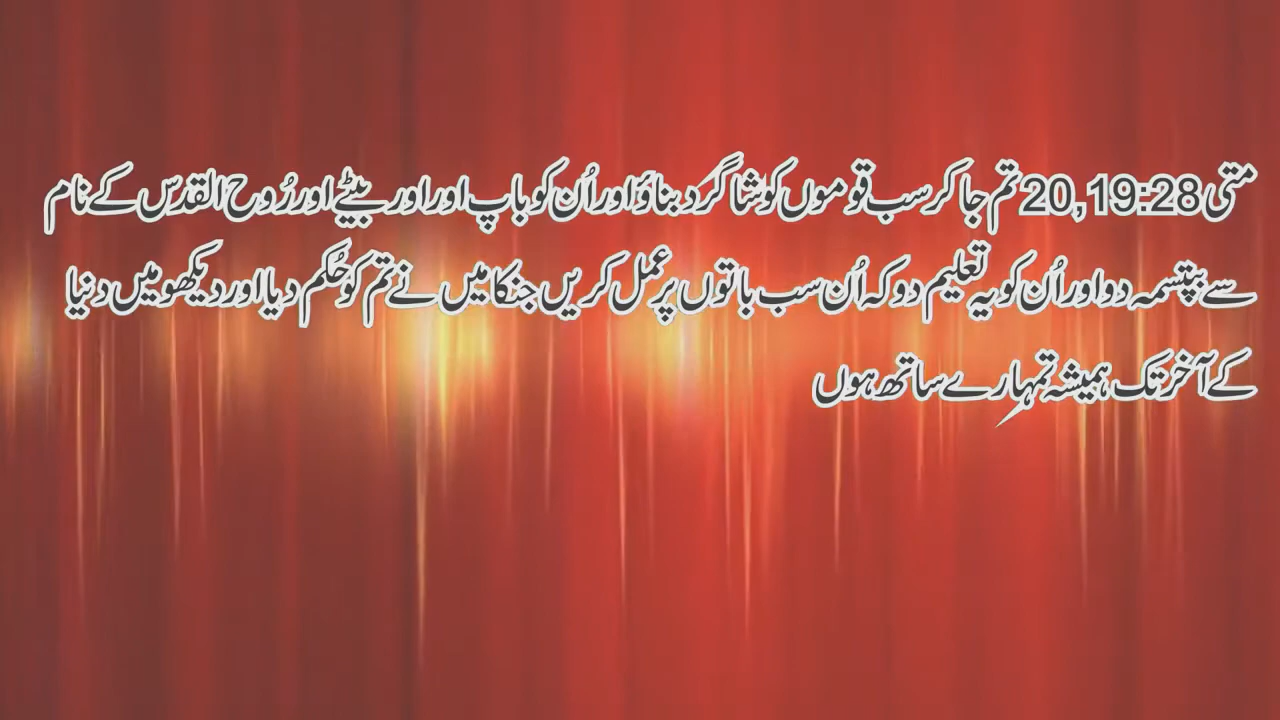 متی 20,19:28 تم جا کر سب قوموں کو شاگرد بناؤ اور اُن کو باپ اور اور بیٹے اور رُوح القدس کے نام
سے بپتسمہ دو اور اُن کو یہ تعلیم دو کہ اُن سب باتوں پر عمل کریں جنکا میں نے تم کو حُکم دیا اور دیکھو میں دنیا
کے آخر تک ہمیشہ تمہارے ساتھ ہوں